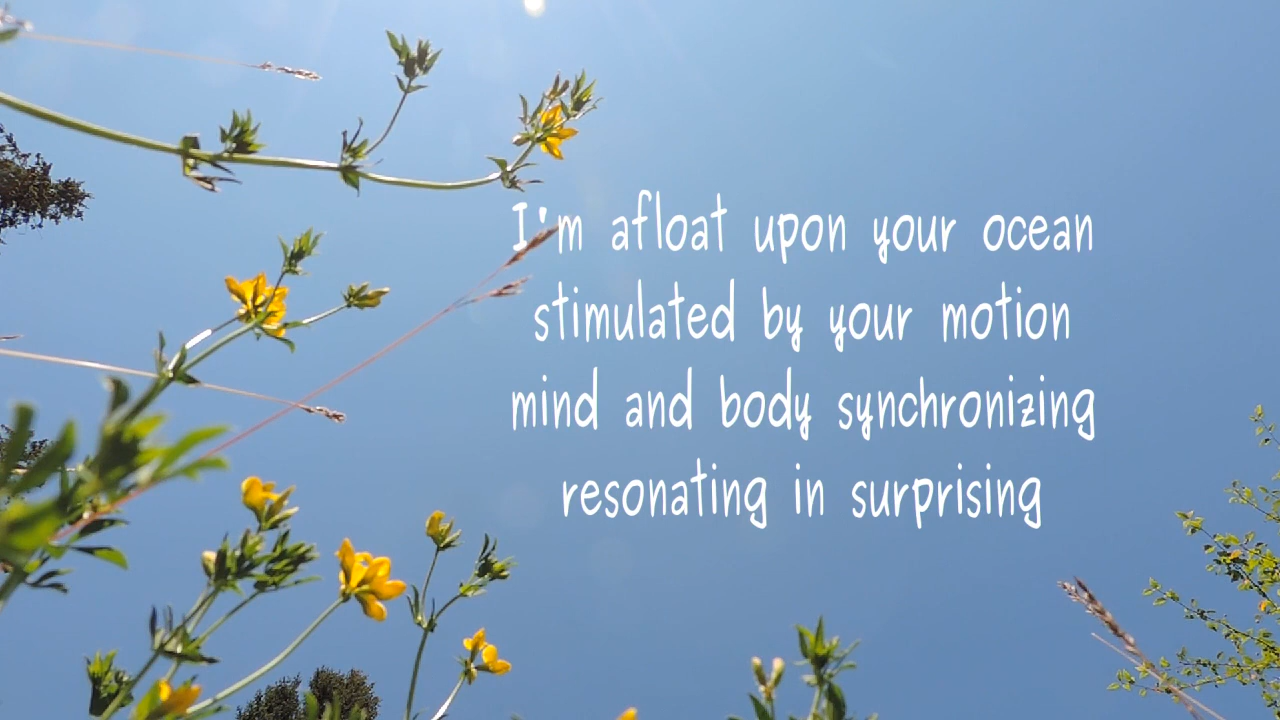 I'm afloat upon your ocean
stimulated by your motion
mind and body synchronizing
resonating in surprising